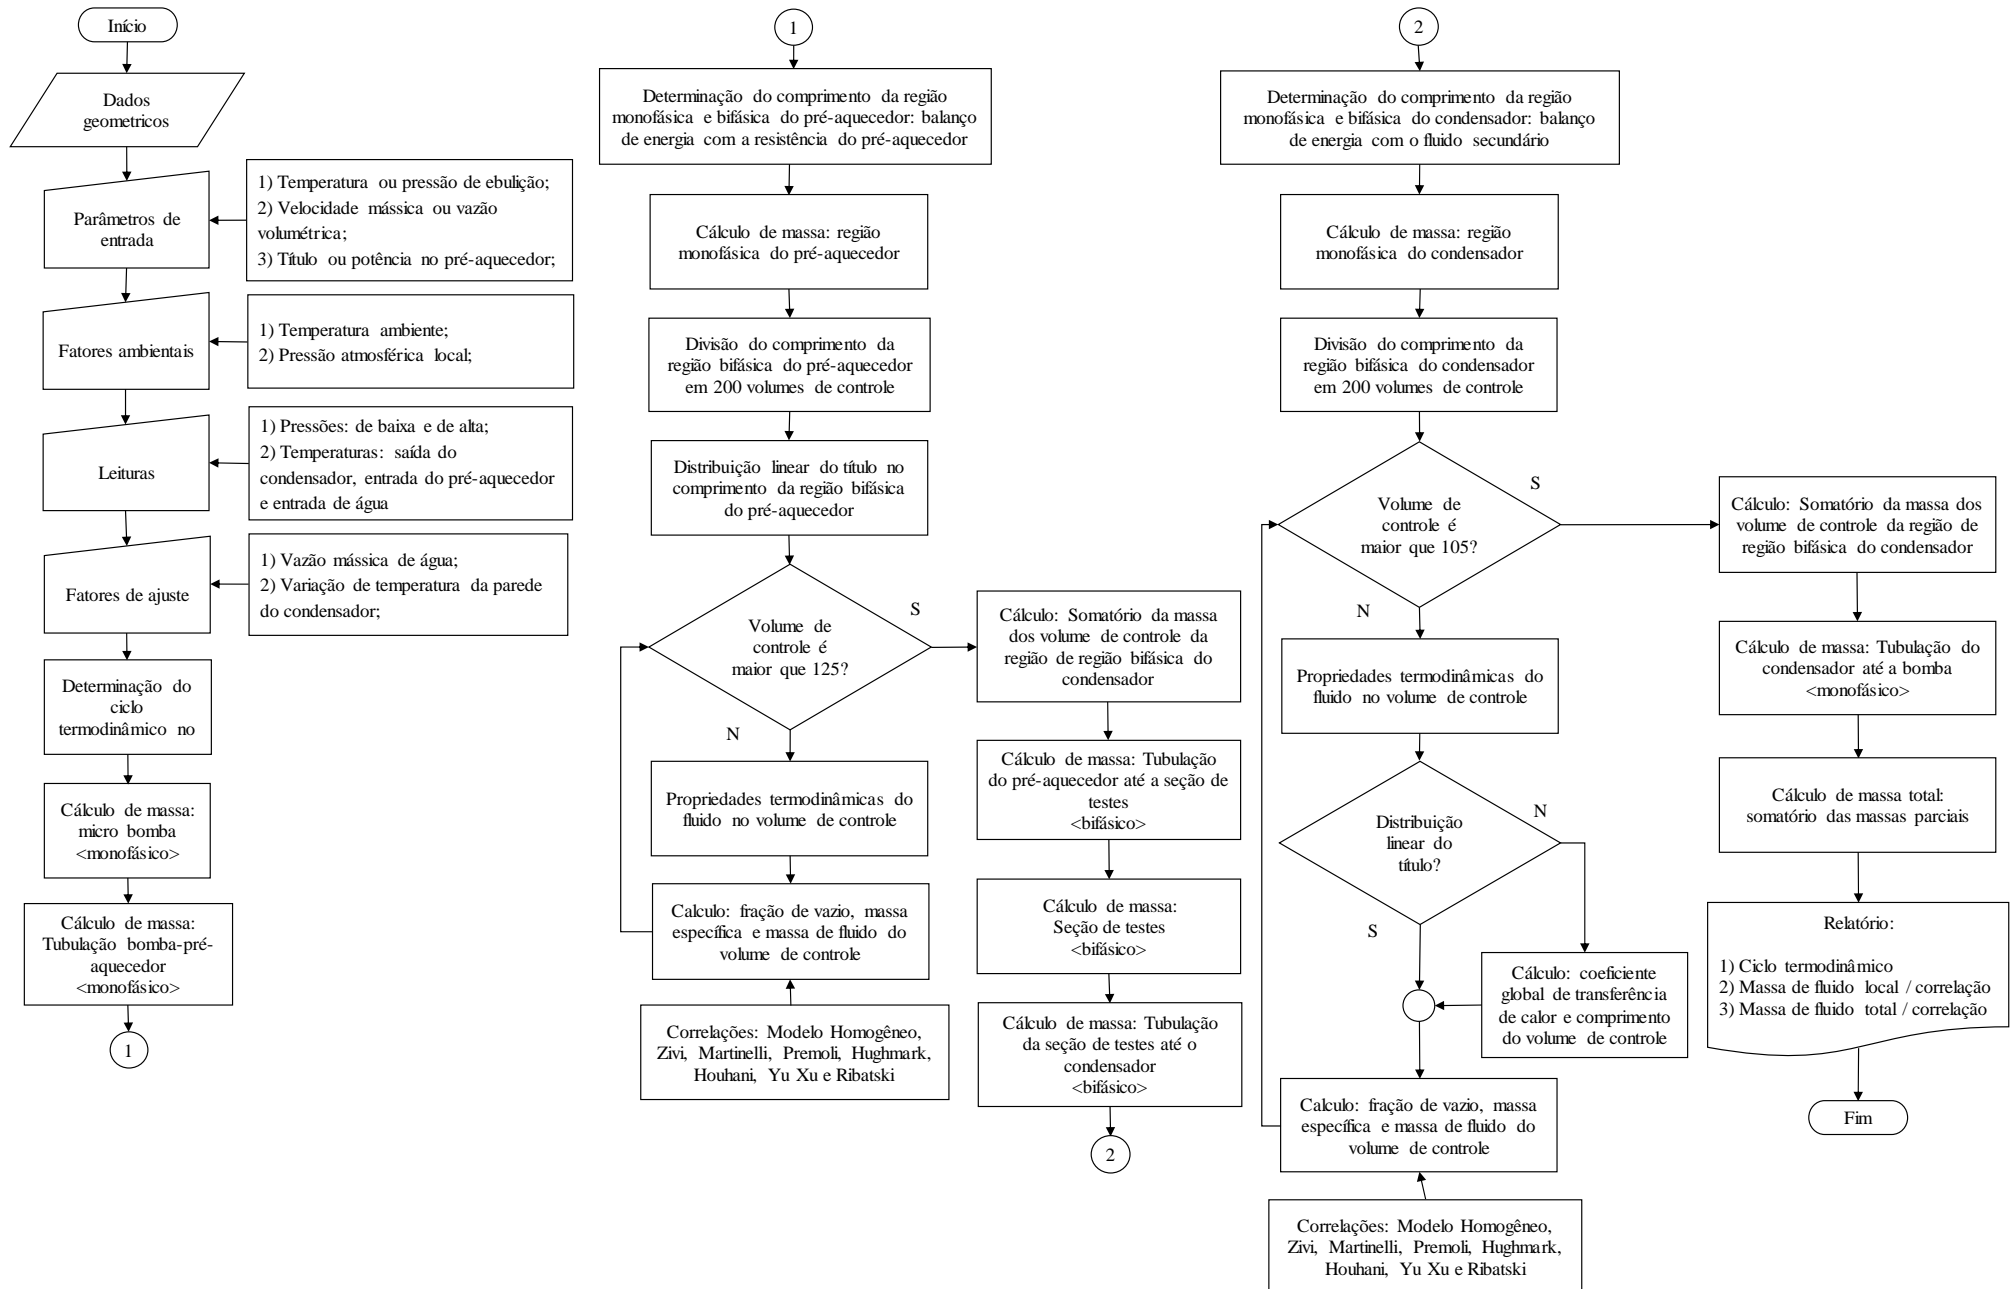 Início
Dados
geometricos
Parâmetros de
entrada
1) Temperatura ou pressão de ebulição;
2) Velocidade mássica ou vazão
volumétrica;
3) Título ou potência no pré-aquecedor;
Fatores ambientais
1) Temperatura ambiente;
2) Pressão atmosférica local;
Leituras
1) Pressões: de baixa e de alta;
2) Temperaturas: saída do
condensador, entrada do pré-aquecedor
e entrada de água
Fatores de ajuste
1) Vazão mássica de água;
2) Variação de temperatura da parede
do condensador;
Determinação do
ciclo
termodinâmico no
Cálculo de massa:
micro bomba
<monofásico>
Cálculo de massa:
Tubulação bomba-pré-
aquecedor
<monofásico>
1
1
Determinação do comprimento da região
monofásica e bifásica do pré-aquecedor: balanço
de energia com a resistência do pré-aquecedor
Cálculo de massa: região
monofásica do pré-aquecedor
Divisão do comprimento da
região bifásica do pré-aquecedor
em 200 volumes de controle
Distribuição linear do título no
comprimento da região bifásica
do pré-aquecedor
Volume de
controle é
maior que 125?
S
N
Propriedades termodinâmicas do
fluido no volume de controle
Calculo: fração de vazio, massa
específica e massa de fluido do
volume de controle
Correlações: Modelo Homogêneo,
Zivi, Martinelli, Premoli, Hughmark,
Houhani, Yu Xu e Ribatski
Cálculo: Somatório da massa
dos volume de controle da
região de região bifásica do
condensador
Cálculo de massa: Tubulação
do pré-aquecedor até a seção de
testes
<bifásico>
Cálculo de massa:
Seção de testes
<bifásico>
Cálculo de massa: Tubulação
da seção de testes até o
condensador
<bifásico>
2
2
Determinação do comprimento da região
monofásica e bifásica do condensador: balanço
de energia com o fluido secundário
Cálculo de massa: região
monofásica do condensador
Divisão do comprimento da
região bifásica do condensador
em 200 volumes de controle
Volume de
controle é
maior que 105?
S
N
Propriedades termodinâmicas do
fluido no volume de controle
Distribuição
linear do
título?
N
S
Cálculo: coeficiente
global de transferência
de calor e comprimento
do volume de controle
Calculo: fração de vazio, massa
específica e massa de fluido do
volume de controle
Correlações: Modelo Homogêneo,
Zivi, Martinelli, Premoli, Hughmark,
Houhani, Yu Xu e Ribatski
Cálculo: Somatório da massa dos
volume de controle da região de
região bifásica do condensador
Cálculo de massa: Tubulação do
condensador até a bomba
<monofásico>
Cálculo de massa total:
somatório das massas parciais
Relatório:
1) Ciclo termodinâmico
2) Massa de fluido local / correlação
3) Massa de fluido total / correlação
Fim